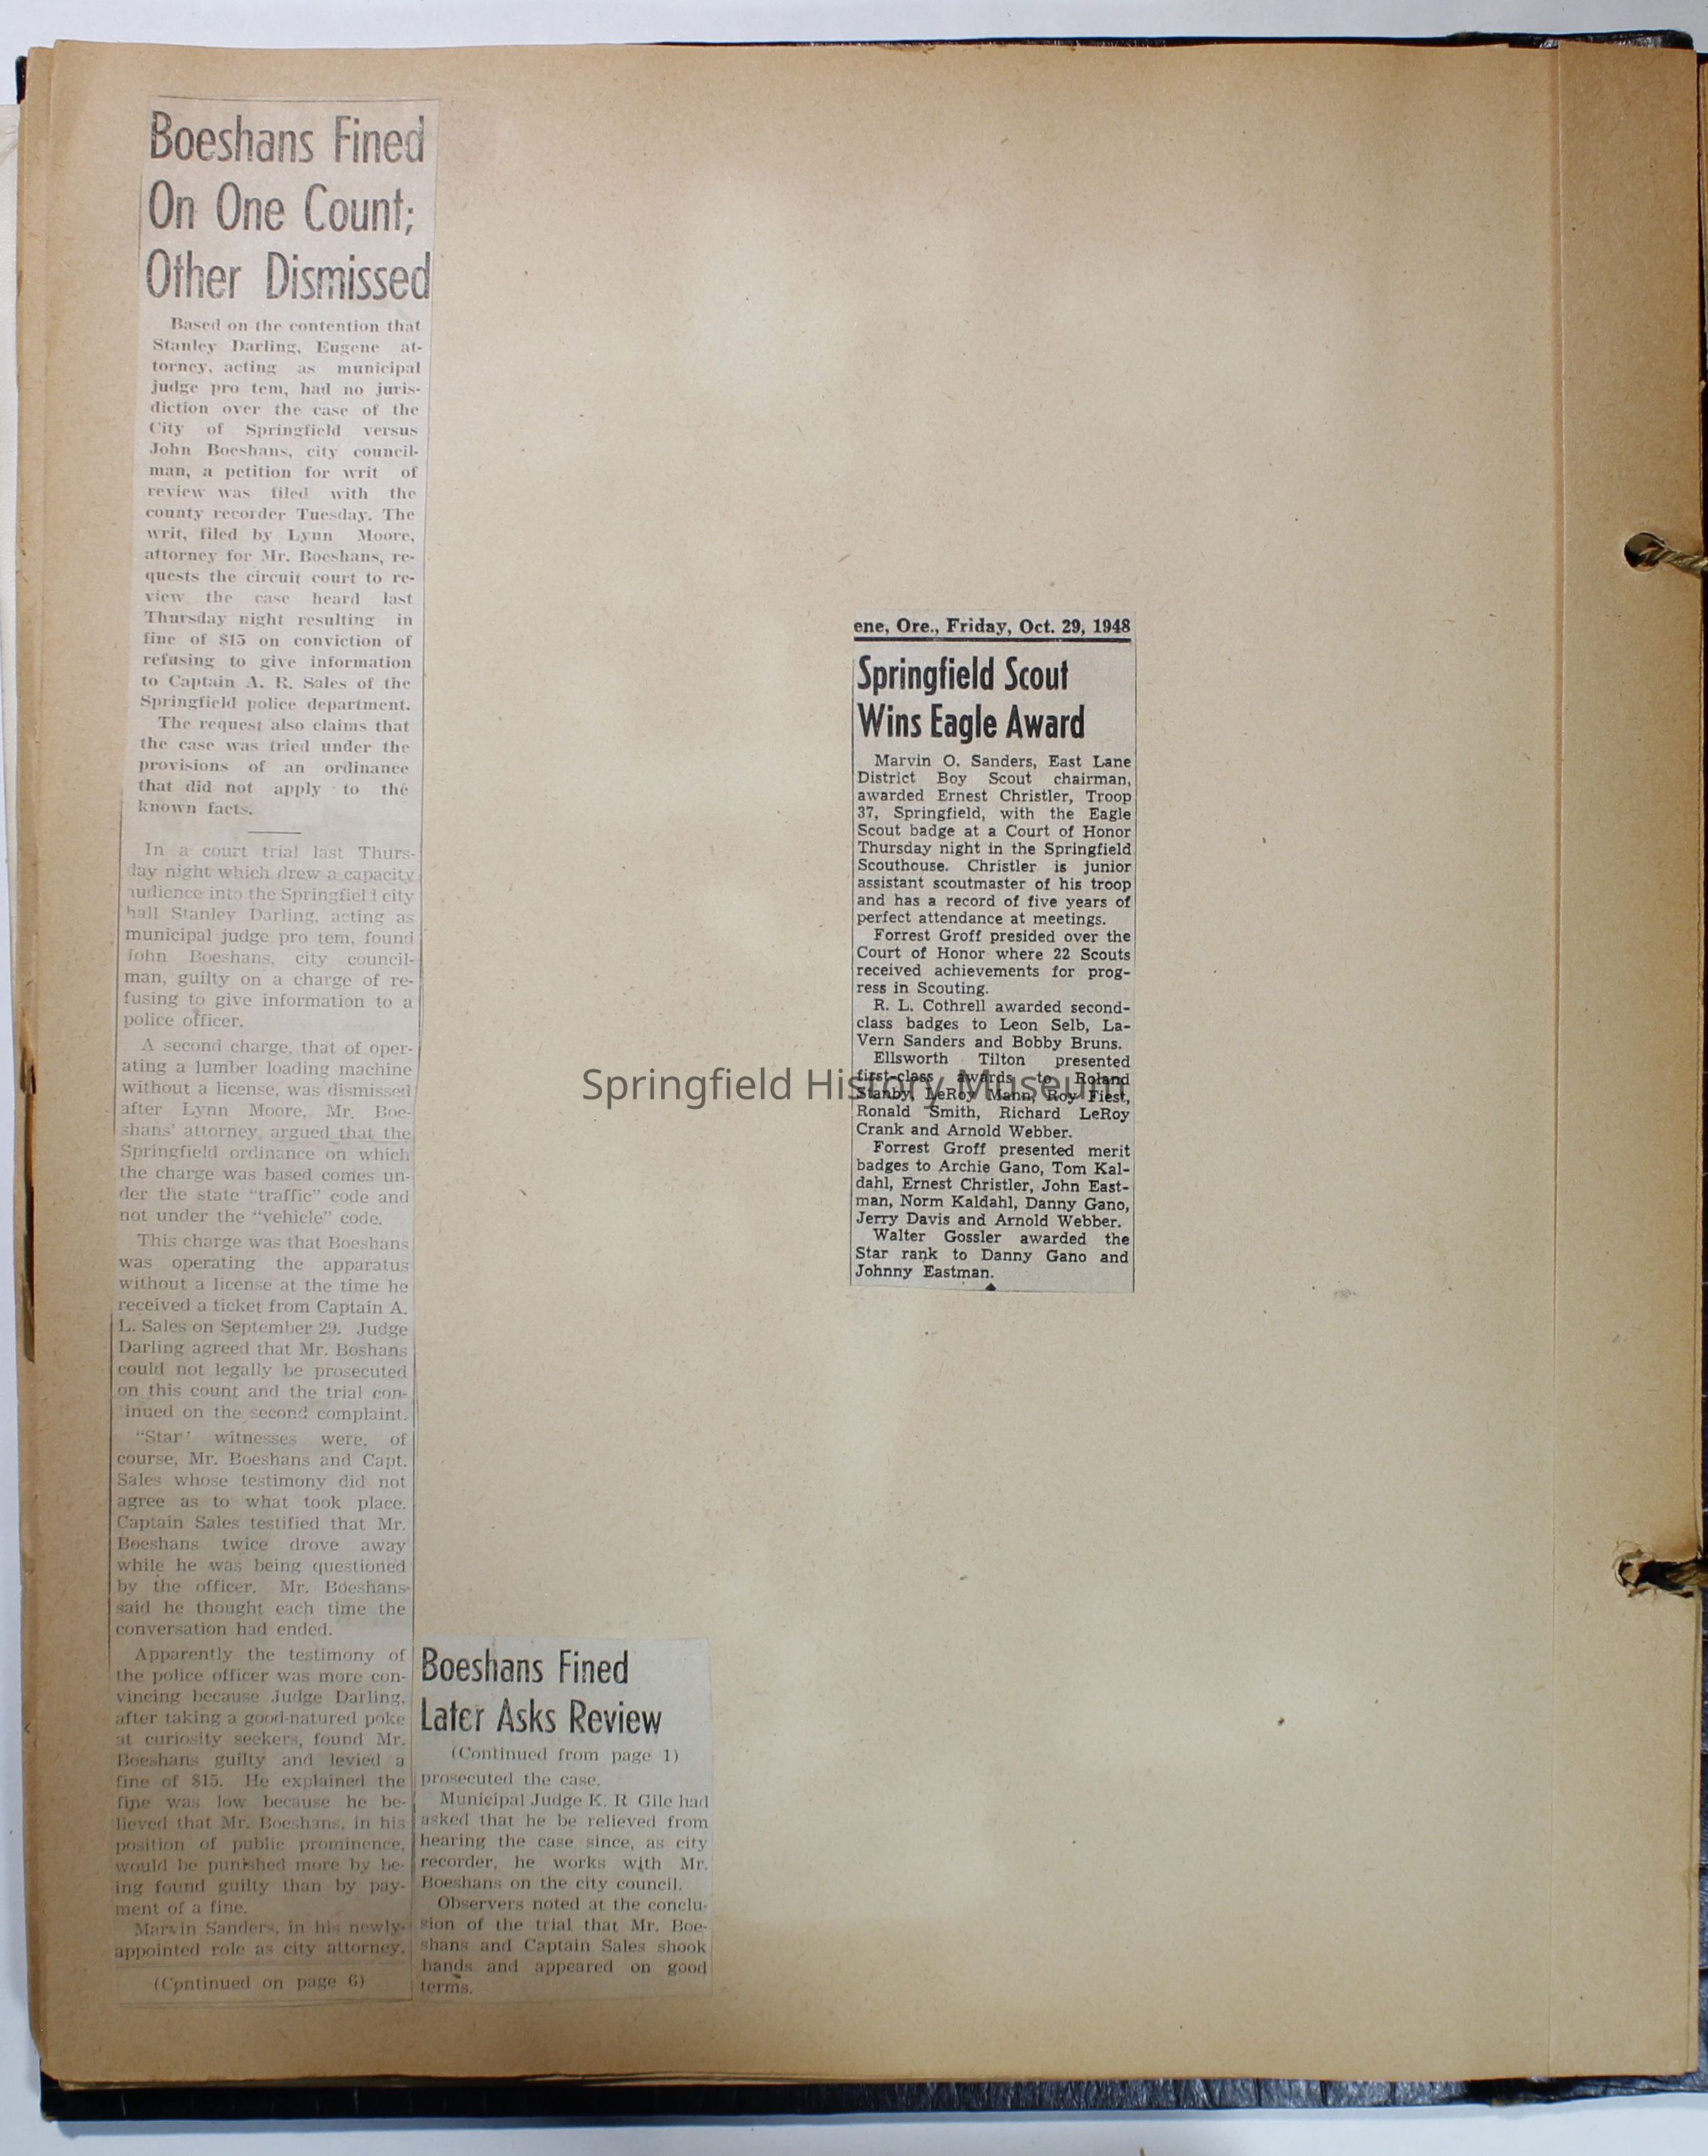 Boeshans Fined
On One Count;
Other Dismissed
Based on the contention that
Stanley Darling, Eugene at-
torney, acting as municipal
judge pro tem, had no juris-
diction over the case of the
City of Springfield versus
John Boeshans, city council-
man, a petition for writ of
review was filed with the
county recorder Tuesday. The
writ, filed by Lynn Moore,
attorney for Mr. Boeshans, re-
quests the circuit court to re-
view the case heard last
Thursday night resulting in
fine of $15 on conviction of
refusing to give information
to Captain A. R. Sales of the
Springfield police department.
The request also claims that
the case was tried under the
provisions of an ordinance
that did not apply to the
known facts.
In a court trial last Thurs-
day night which drew a capacity
audience into the Springfield city
hall Stanley Darling, acting as
municipal judge pro tem, found
John Boeshans, city council-
man, guilty on a charge of re-
fusing to give information to a
police officer.
A second charge, that of oper-
ating a lumber loading machine
without a license, was dismissed
after Lynn Moore, Mr. Boe-
shans' attorney, argued that the
Springfield ordinance on which
the charge was based comes un-
der the state "traffic" code and
not under the "vehicle" code.
This charge was that Boeshans
was operating the apparatus
without a license at the time he
received a ticket from Captain A.
L. Sales on September 29. Judge
Darling agreed that Mr. Boshans
could not legally be prosecuted
on this count and the trial con-
inued on the second complaint.
"Star' witnesses were, of
course, Mr. Boeshans and Capt.
Sales whose testimony did not
agree as to what took place.
Captain Sales testified that Mr.
Boeshans twice drove away
while he was being questioned
by the officer. Mr. Boeshans
said he thought each time the
conversation had ended.
Apparently the testimony of
the police officer was more con-
vincing because Judge Darling,
after taking a good-natured poke
at curiosity seekers, found Mr.
Boeshans guilty and levied a
fine of $15. He explained the
fine was low because he be-
lieved that Mr. Boeshans, in his
position of public prominence,
would be punished more by be-
ing found guilty than by pay-
ment of a fine.
Marvin Sanders, in his newly-
appointed role as city attorney,
(Continued on page 6)
Boeshans Fined
Later Asks Review
(Continued from page 1)
prosecuted the case.
Municipal Judge K. R Gile had
asked that he be relieved from
hearing the case since, as city
recorder, he works with Mr.
Boeshans on the city council.
Observers noted at the conclu-
sion of the trial that Mr. Boe-
shans and Captain Sales shook
hands and appeared on good
terms.
ene, Ore., Friday, Oct. 29, 1948
Springfield Scout
Wins Eagle Award
Marvin O. Sanders, East Lane
District Boy Scout chairman,
awarded Ernest Christler, Troop
37, Springfield, with the Eagle
Scout badge at a Court of Honor
Thursday night in the Springfield
Scouthouse. Christler is junior
assistant scoutmaster of his troop
and has a record of five years of
perfect attendance at meetings.
Forrest Groff presided over the
Court of Honor where 22 Scouts
received achievements for prog-
ress in Scouting.
R. L. Cothrell awarded second-
class badges to Leon Selb, La-
Vern Sanders and Bobby Bruns.
Ellsworth Tilton presented
first-class awards to Roland
Stanby, LeRoy Mann, Roy Fiest,
Ronald Smith, Richard LeRoy
Crank and Arnold Webber.
Forrest Groff presented merit
badges to Archie Gano, Tom Kal-
dahl, Ernest Christler, John East-
man, Norm Kaldahl, Danny Gano,
Jerry Davis and Arnold Webber.
Walter Gossler awarded the
Star rank to Danny Gano and
Johnny Eastman.
Springfield History Museum